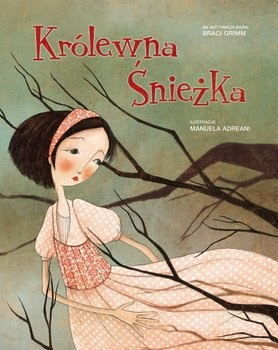 NA MOTYWACH BAŚNI
BRACI GRIMM
Królewna
Śnieżka
ILUSTRACJE
MANUELA ADREANI